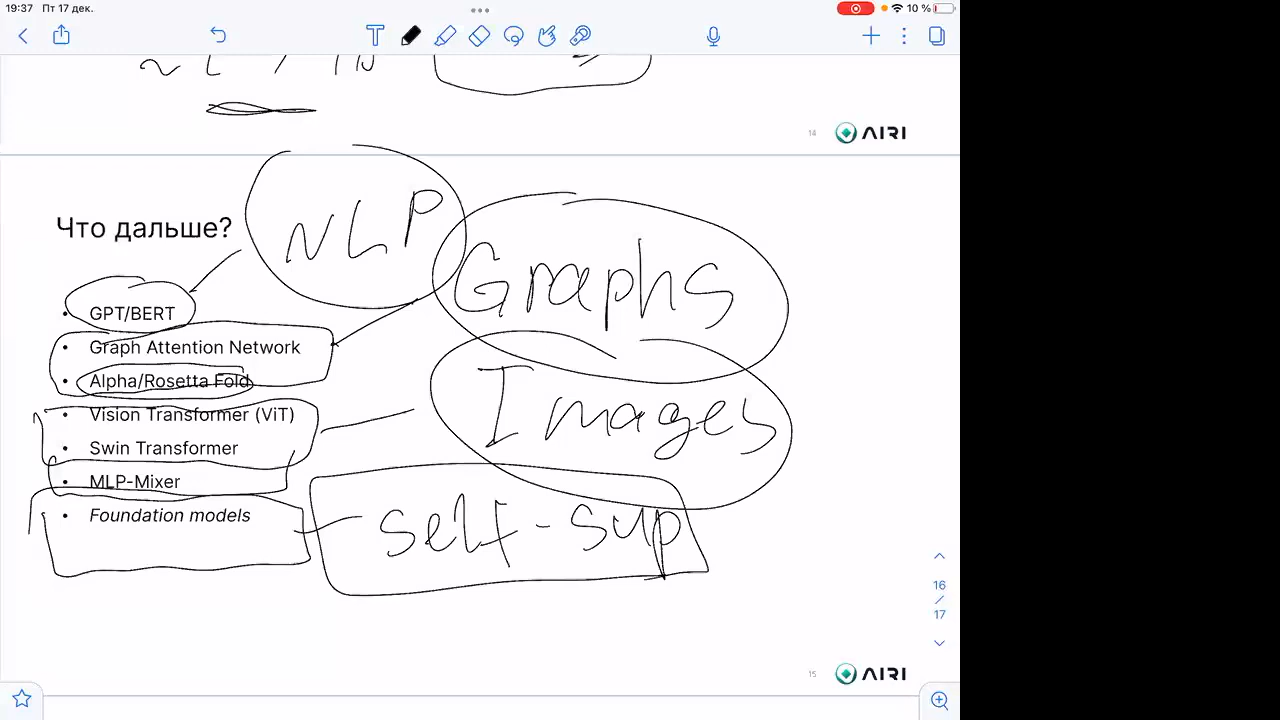 19:37 Пт 17 дек.
10 %
14
AIRI
Что дальше?
NLP
Graphs
• GPT/BERT
• Graph Attention Network
• Alpha/Rosetta Fold
• Vision Transformer (ViT)
Images
• Swin Transformer
• MLP-Mixer
• Foundation models
self-sup
16
/
17
15
AIRI